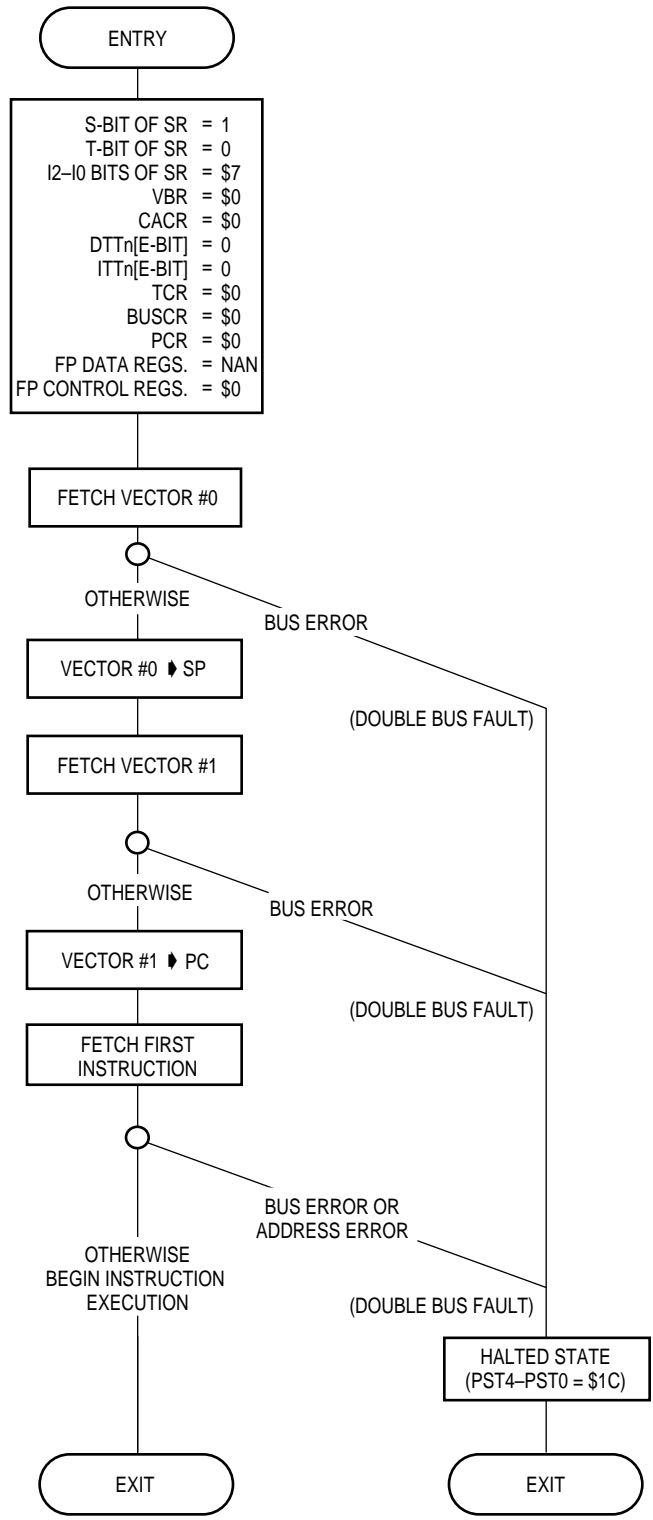 ENTRY
S-BIT OF SR = 1
T-BIT OF SR = 0
I2–I0 BITS OF SR = $7
VBR = $0
CACR = $0
DTTn[E-BIT] = 0
ITTn[E-BIT] = 0
TCR = $0
BUSCR = $0
PCR = $0
FP DATA REGS. = NAN
FP CONTROL REGS. = $0
FETCH VECTOR #0
OTHERWISE
BUS ERROR
VECTOR #0 ➧ SP
(DOUBLE BUS FAULT)
FETCH VECTOR #1
OTHERWISE
BUS ERROR
VECTOR #1 ➧ PC
(DOUBLE BUS FAULT)
FETCH FIRST
INSTRUCTION
BUS ERROR OR
ADDRESS ERROR
OTHERWISE
BEGIN INSTRUCTION
EXECUTION
(DOUBLE BUS FAULT)
HALTED STATE
(PST4–PST0 = $1C)
EXIT
EXIT